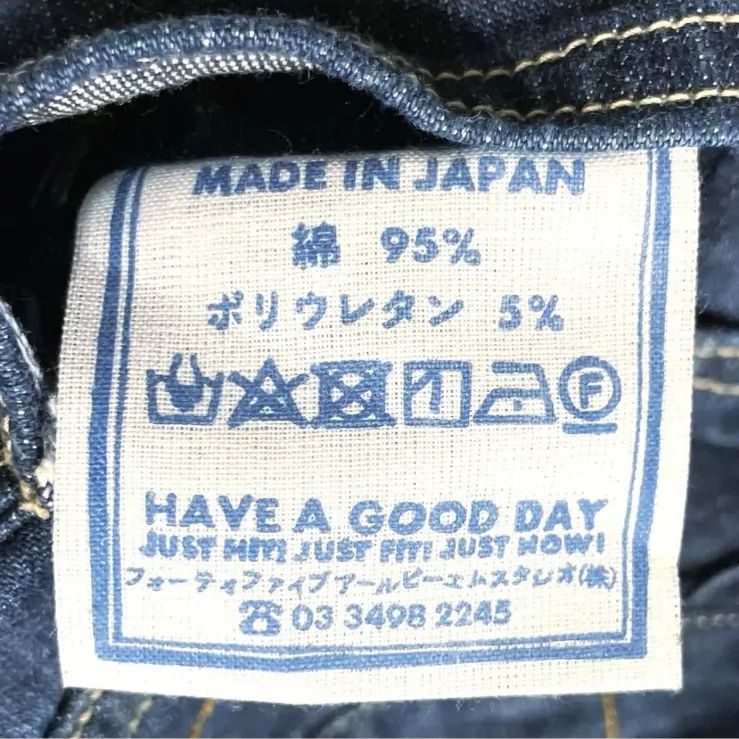 MADE IN JAPAN
綿 95%
ポリウレタン 5%
F
HAVE A GOOD DAY
JUST HIT! JUST FIT! JUST NOW!
フォーティファイブアールピーエムスタジオ(株)
☎ 03 3498 2245